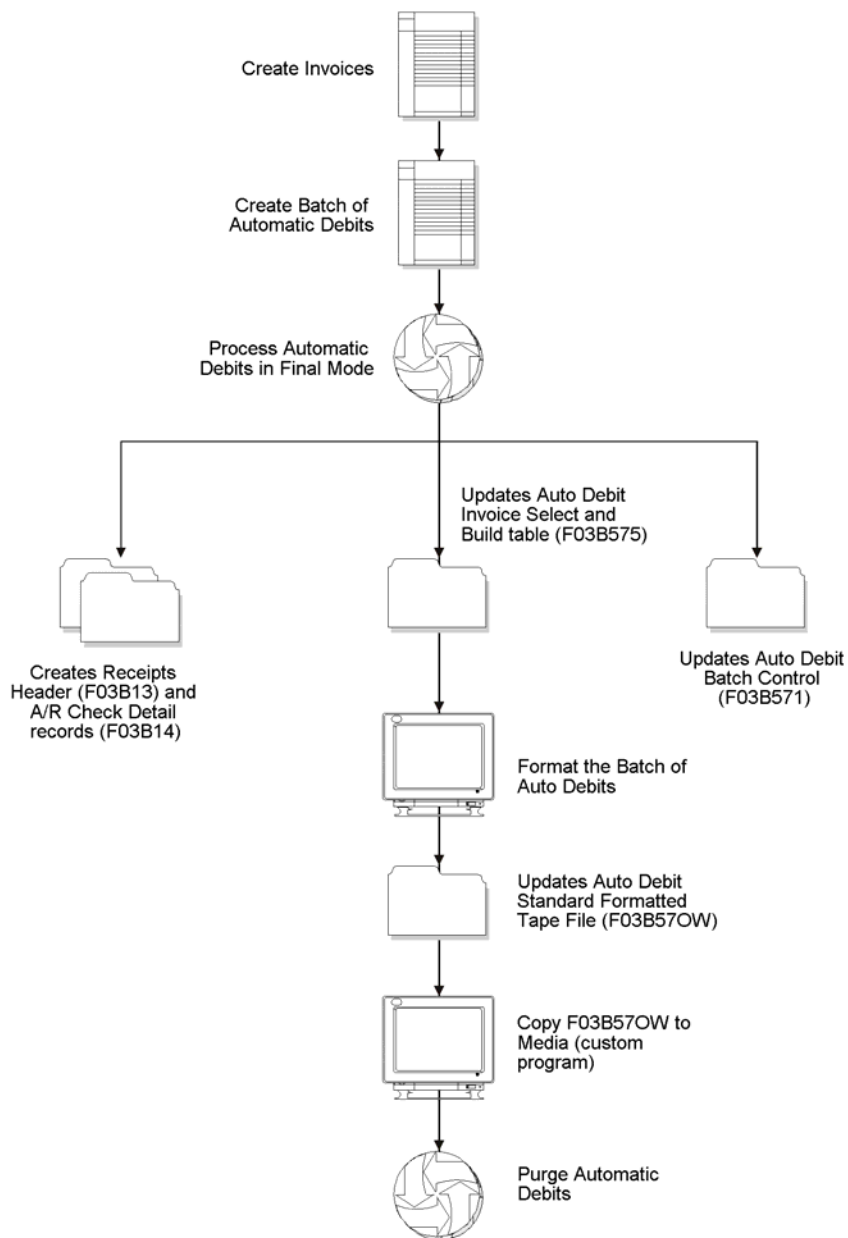 Create Invoices
Create Batch of
Automatic Debits
Process Automatic
Debits in Final Mode
Updates Auto Debit
Invoice Select and
Build table (F03B575)
Creates Receipts
Header (F03B13) and
A/R Check Detail
records (F03B14)
Updates Auto Debit
Batch Control
(F03B571)
Format the Batch of
Auto Debits
Updates Auto Debit
Standard Formatted
Tape File (F03B57OW)
Copy F03B57OW to
Media (custom
program)
Purge Automatic
Debits